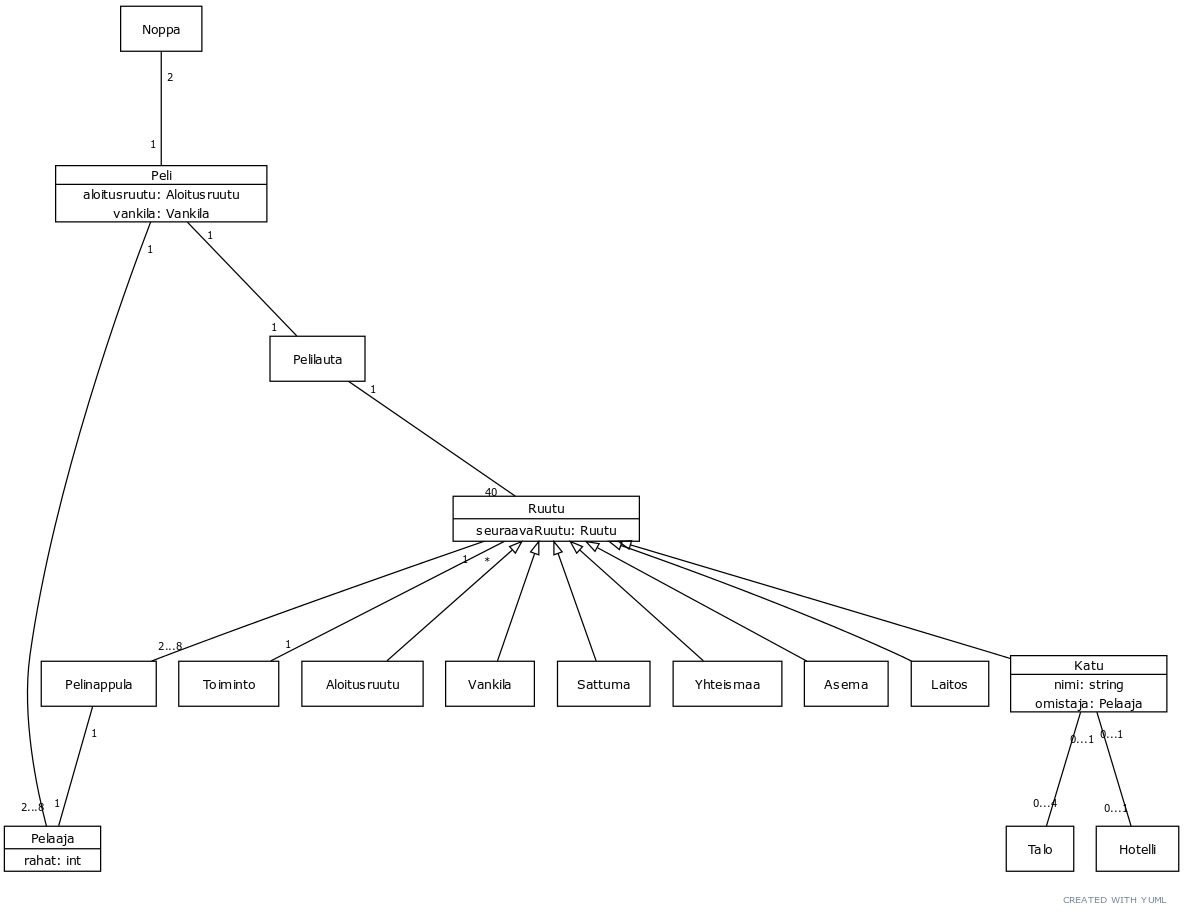 Noppa
2
1
Peli
aloitusruutu: Aloitusruutu
vankila: Vankila
1
1
1
Pelilauta
1
40
Ruutu
seuraavaRuutu: Ruutu
1
*
2...8
1
Pelinappula
Toiminto
Aloitusruutu
Vankila
Sattuma
Yhteismaa
Asema
Laitos
Katu
nimi: string
omistaja: Pelaaja
1
0...1
0...1
2...8
1
0...4
0...1
Pelaaja
rahat: int
Talo
Hotelli
CREATED WITH YUML